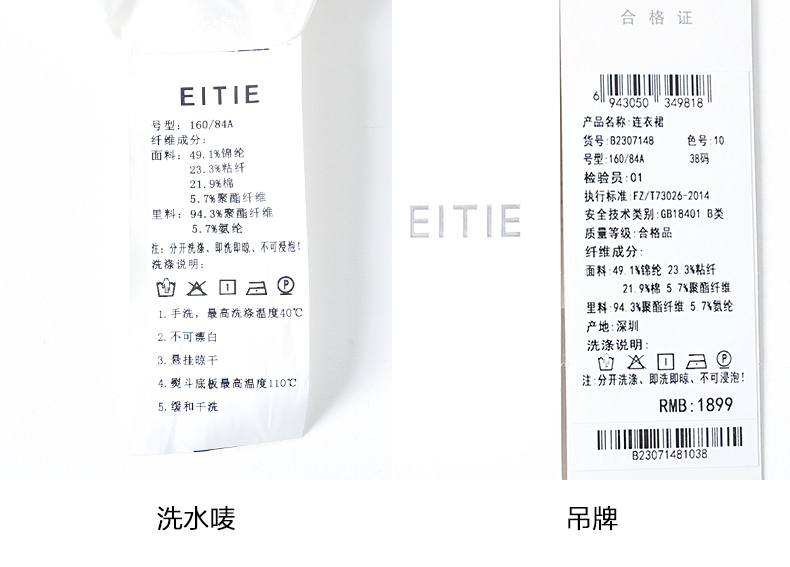 EITIE
号型: 160/84A
纤维成分:
面料: 49.1%锦纶
23.3%粘纤
21.9%棉
5.7%聚酯纤维
里料: 94.3%聚酯纤维
5.7%氨纶
注: 分开洗涤、即洗即晾、不可浸泡!
洗涤说明:
1.手洗，最高洗涤温度40℃
2.不可漂白
3.悬挂晾干
4.熨斗底板最高温度110℃
5.缓和干洗
洗水唛
EITIE
合格证
6 943050 349818
产品名称:连衣裙
货号:B2307148 色号:10
号型:160/84A 38码
检验员:01
执行标准:FZ/T73026-2014
安全技术类别:GB18401 B类
质量等级:合格品
纤维成分:
面料:49.1%锦纶 23.3%粘纤
21.9%棉 5.7%聚酯纤维
里料:94.3%聚酯纤维 5.7%氨纶
产地:深圳
洗涤说明:
注:分开洗涤、即洗即晾、不可浸泡!
RMB:1899
B23071481038
吊牌